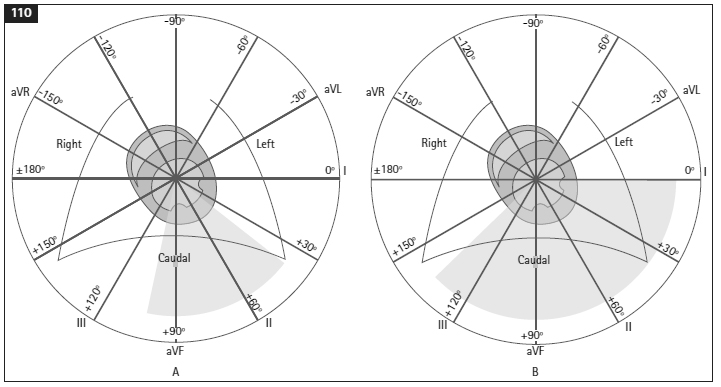 110
-90°
-120°
-60°
-150°
aVR
-30°
aVL
Right
Left
±180°
0°
I
+150°
+30°
Caudal
+120°
+60°
III
+90°
II
aVF
A
-90°
-120°
-60°
-150°
aVR
-30°
aVL
Right
Left
±180°
0°
I
+150°
+30°
Caudal
+120°
+60°
III
+90°
II
aVF
B